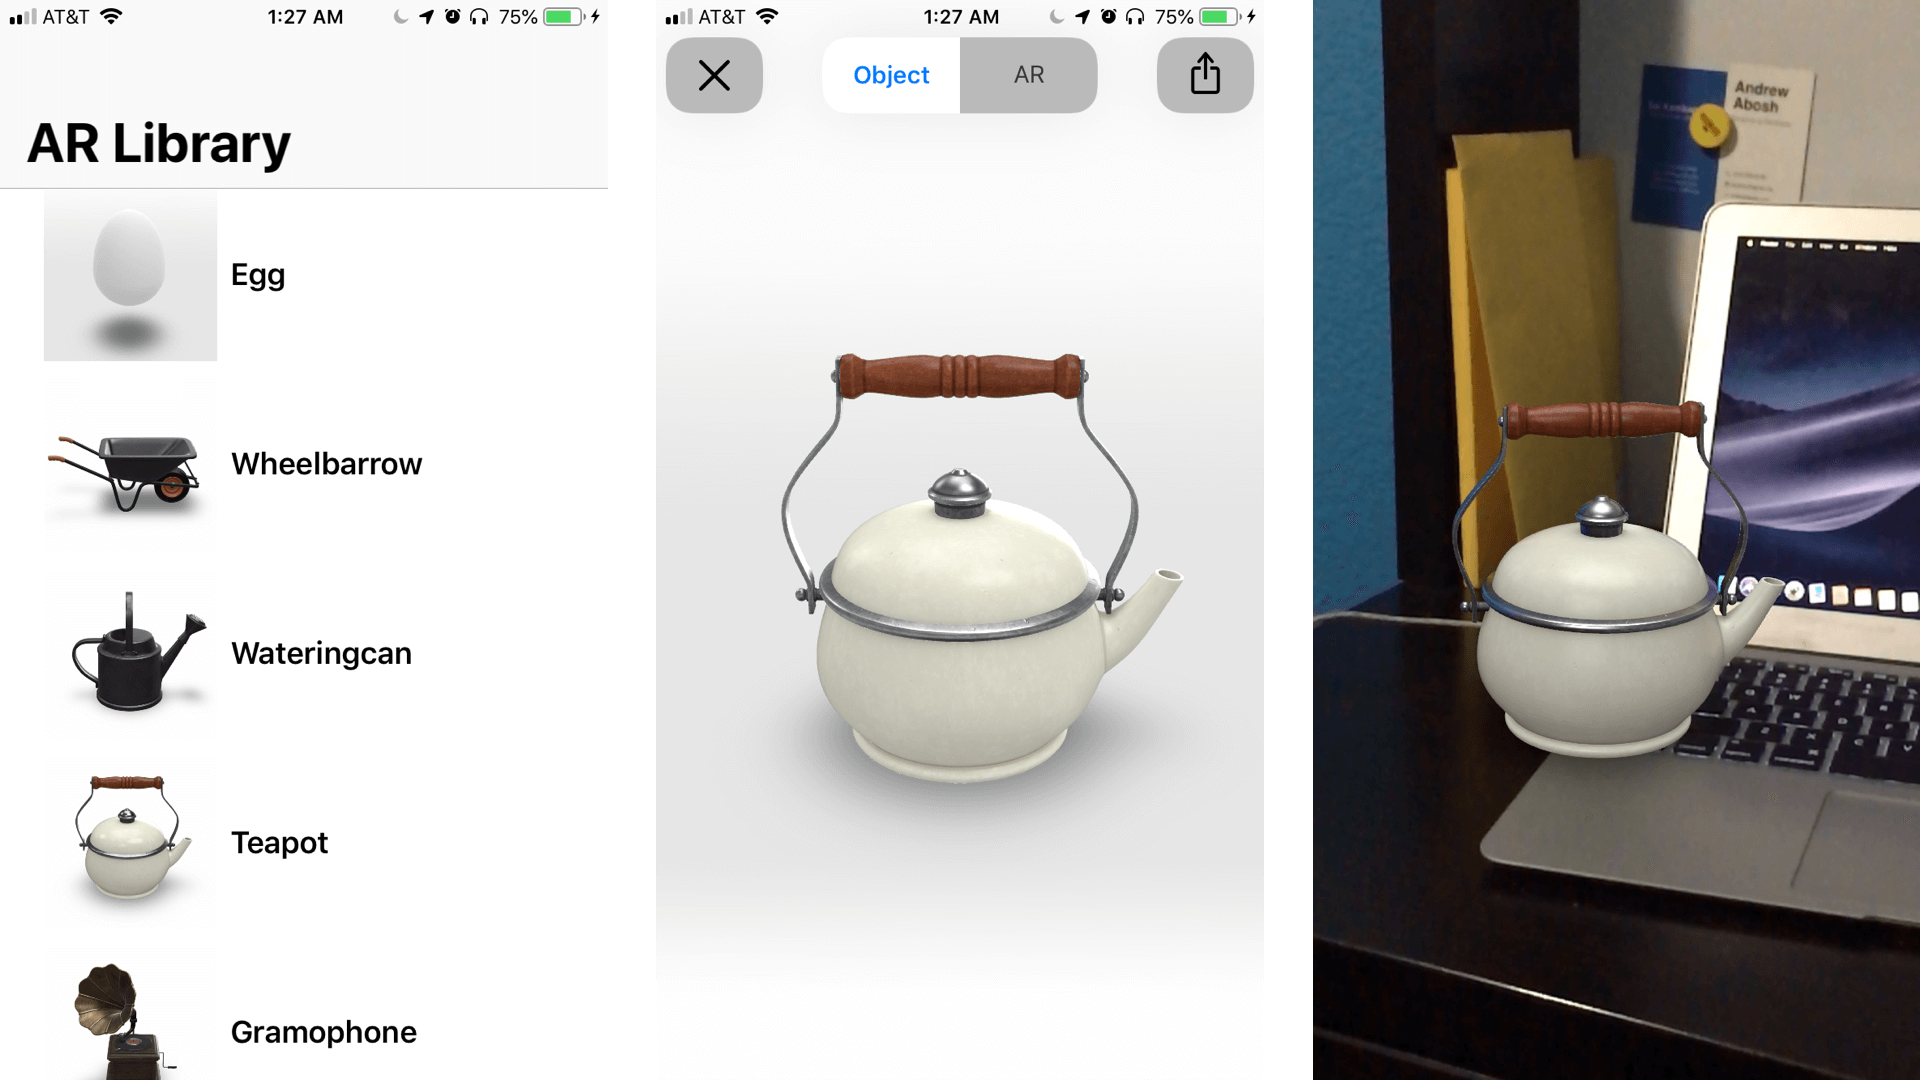 AT&T 1:27 AM 75%
AR Library
Egg
Wheelbarrow
Wateringcan
Teapot
Gramophone
AT&T 1:27 AM 75%
Object AR
Andrew
Abosh